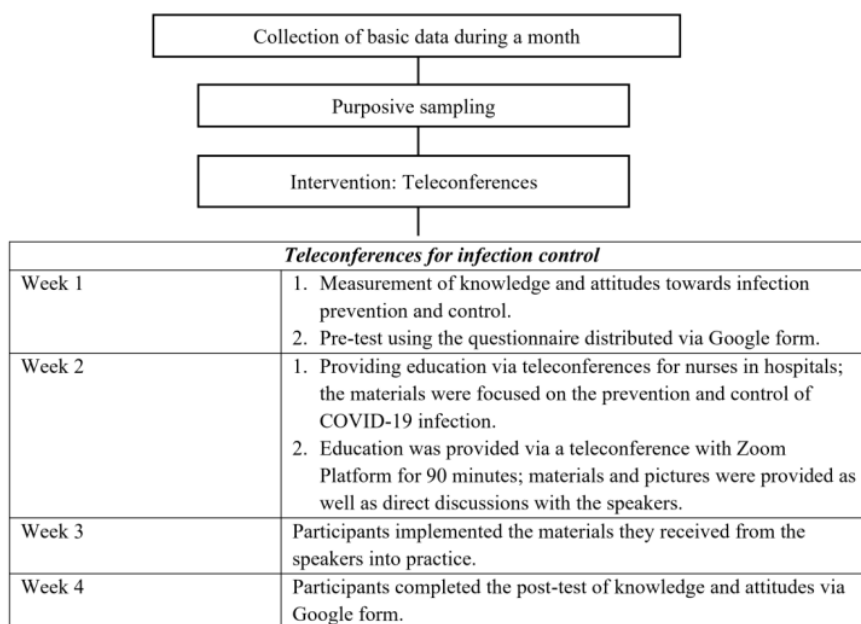 Collection of basic data during a month
Purposive sampling
Intervention: Teleconferences
Teleconferences for infection control
Week 1
1. Measurement of knowledge and attitudes towards infection
prevention and control.
2. Pre-test using the questionnaire distributed via Google form.
Week 2
1. Providing education via teleconferences for nurses in hospitals;
the materials were focused on the prevention and control of
COVID-19 infection.
2. Education was provided via a teleconference with Zoom
Platform for 90 minutes; materials and pictures were provided as
well as direct discussions with the speakers.
Week 3
Participants implemented the materials they received from the
speakers into practice.
Week 4
Participants completed the post-test of knowledge and attitudes via
Google form.